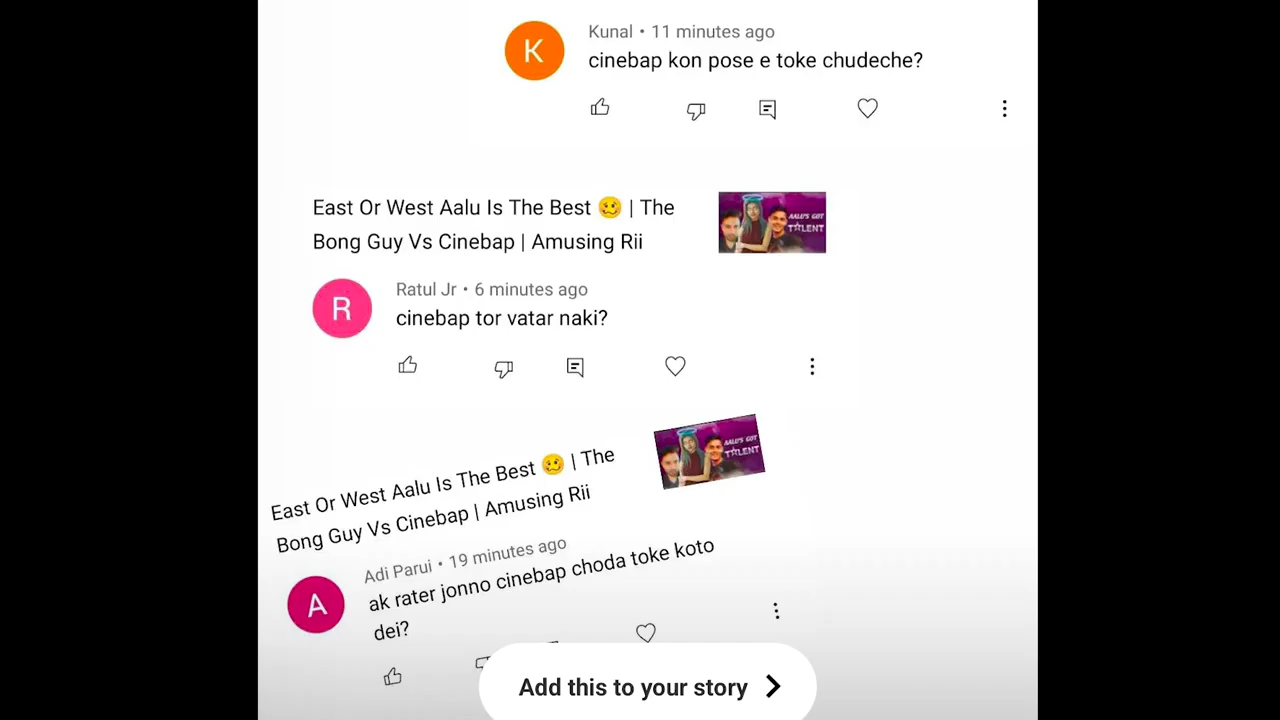 K
Kunal • 11 minutes ago
cinebap kon pose e toke chudeche?
East Or West Aalu Is The Best 🥴 | The
Bong Guy Vs Cinebap | Amusing Rii
AALU'S GOT
TALENT
R
Ratul Jr • 6 minutes ago
cinebap tor vatar naki?
East Or West Aalu Is The Best 🥴 | The
Bong Guy Vs Cinebap | Amusing Rii
AALU'S GOT
TALENT
A
Adi Parui • 19 minutes ago
ak rater jonno cinebap choda toke koto
dei?
Add this to your story